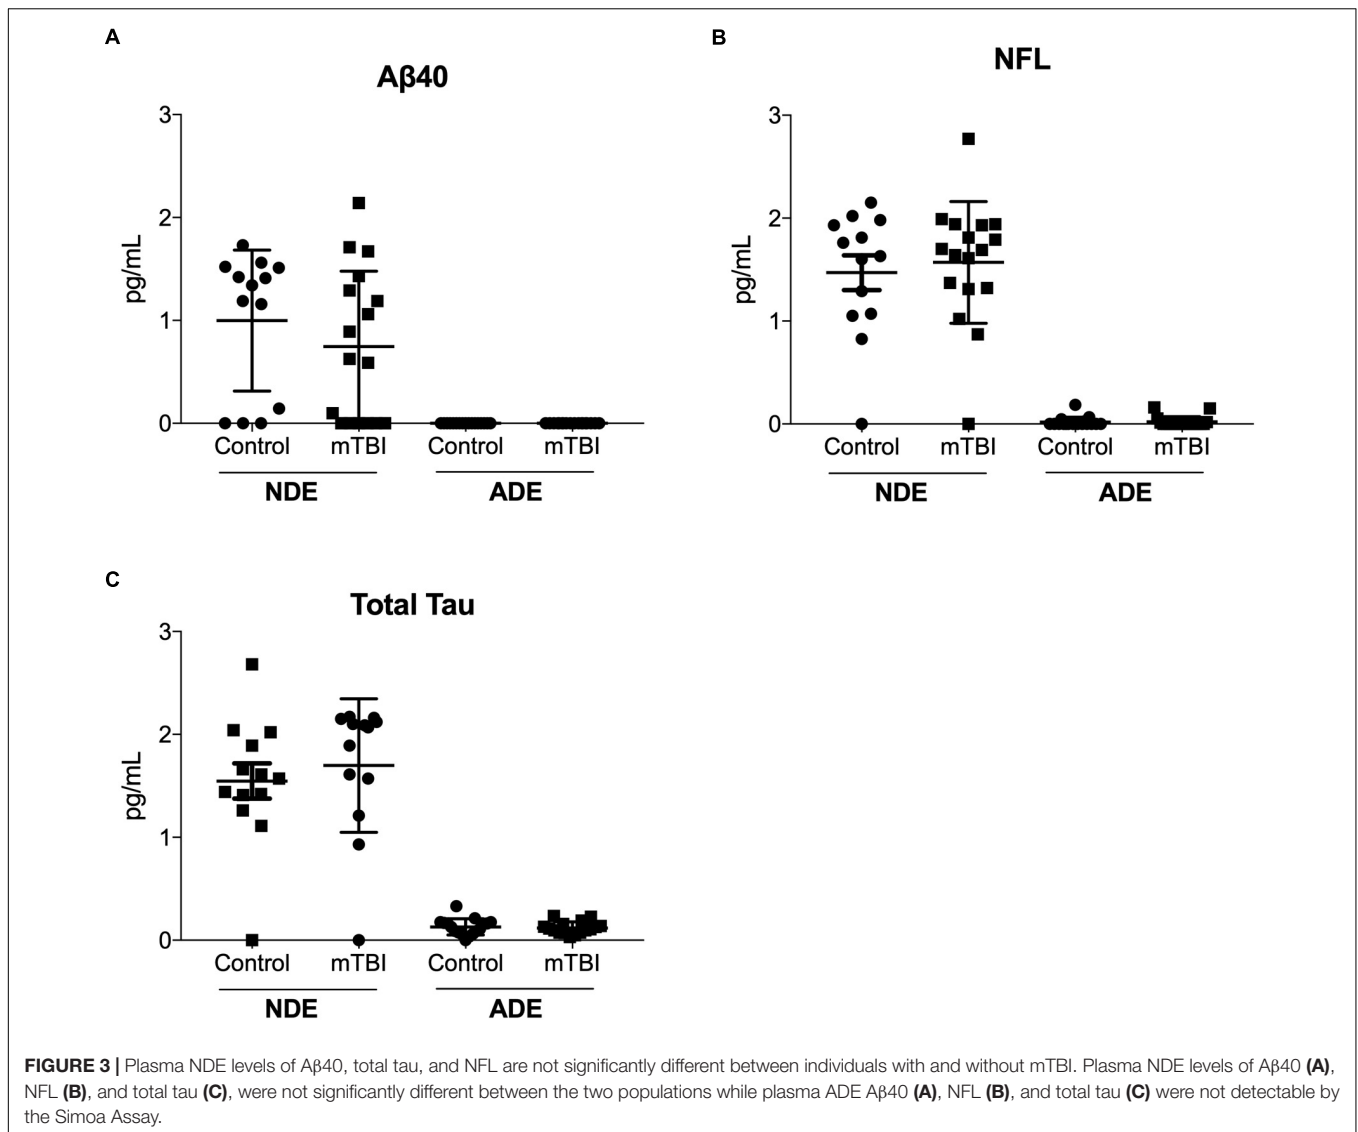 A
Aβ40
pg/mL
3
2
1
0
Control mTBI Control mTBI
NDE ADE
B
NFL
pg/mL
3
2
1
0
Control mTBI Control mTBI
NDE ADE
C
Total Tau
pg/mL
3
2
1
0
Control mTBI Control mTBI
NDE ADE
FIGURE 3 | Plasma NDE levels of Aβ40, total tau, and NFL are not significantly different between individuals with and without mTBI. Plasma NDE levels of Aβ40 (A),
NFL (B), and total tau (C), were not significantly different between the two populations while plasma ADE Aβ40 (A), NFL (B), and total tau (C) were not detectable by
the Simoa Assay.